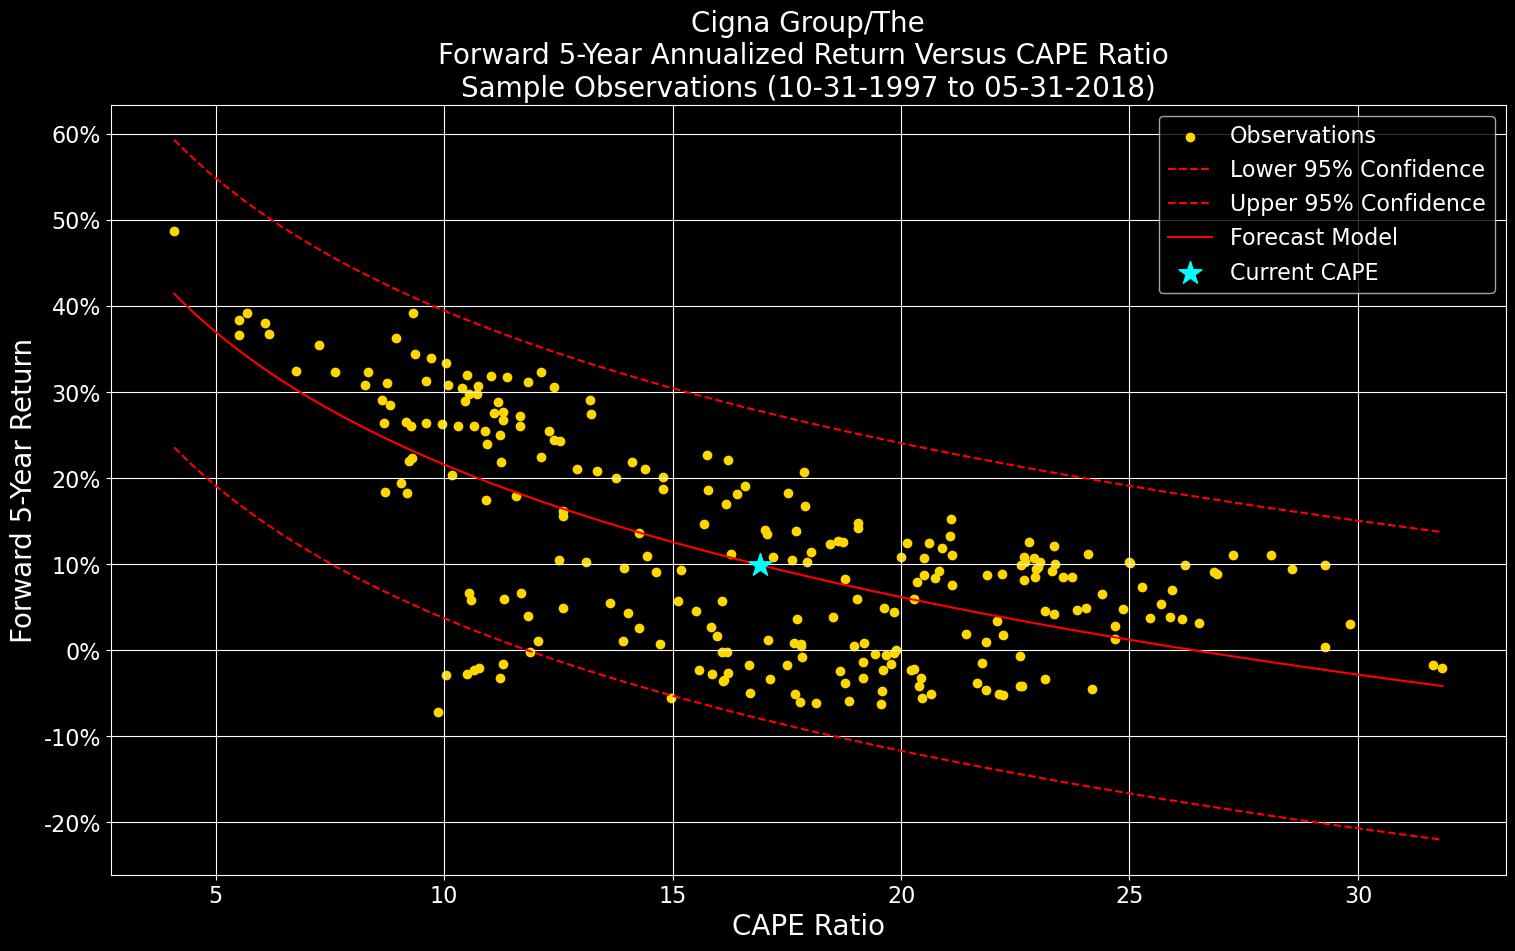 Cigna Group/The
Forward 5-Year Annualized Return Versus CAPE Ratio
Sample Observations (10-31-1997 to 05-31-2018)
Observations
Lower 95% Confidence
Upper 95% Confidence
Forecast Model
Current CAPE
Forward 5-Year Return
60%
50%
40%
30%
20%
10%
0%
-10%
-20%
5
10
15
20
25
30
CAPE Ratio